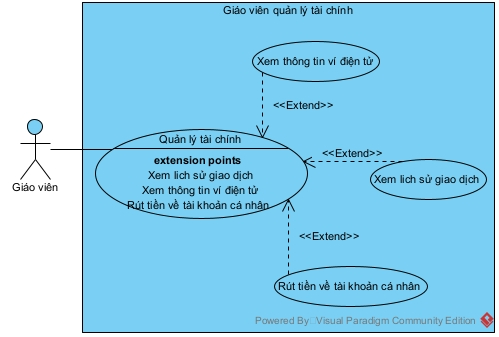 Giáo viên quản lý tài chính
Xem thông tin ví điện tử
<<Extend>>
Quản lý tài chính
extension points
Xem lich sử giao dịch
Xem thông tin ví điện tử
Rút tiền về tài khoản cá nhân
Giáo viên
<<Extend>>
Xem lich sử giao dịch
<<Extend>>
Rút tiền về tài khoản cá nhân
Powered By Visual Paradigm Community Edition